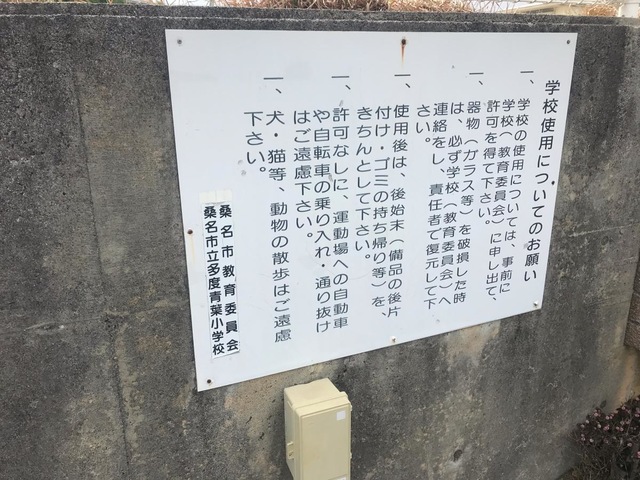 学校使用についてのお願い
一、学校の使用については、事前に
学校(教育委員会)に申し出て、
許可を得て下さい。
一、器物(ガラス等)を破損した時
は、必ず学校(教育委員会)へ
連絡をし、責任者で復元して下
さい。
一、使用後は、後始末(備品の後片
付け・ゴミの持ち帰り等)を
きちんとして下さい。
一、許可なしに、運動場への自動車
や自転車の乗り入れ・通り抜け
はご遠慮下さい。
一、犬・猫等、動物の散歩はご遠慮
下さい。
桑名市教育委員会
桑名市立多度青葉小学校